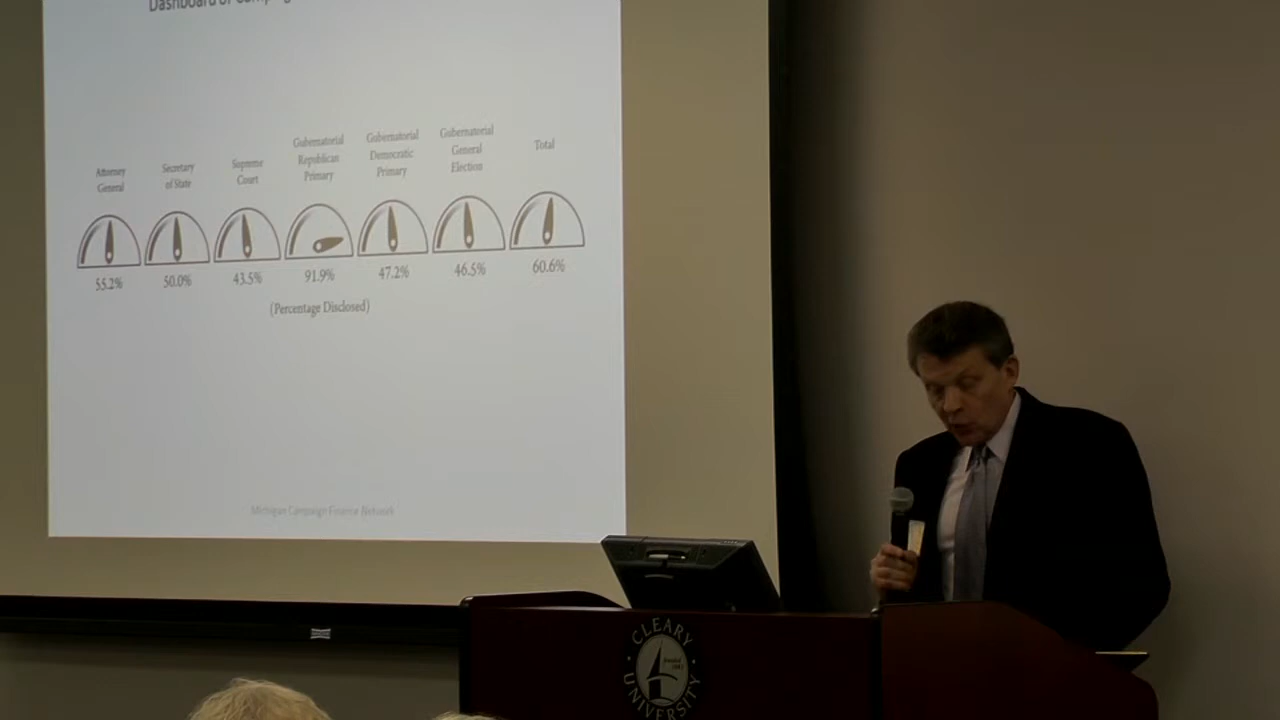 Dashboard of
Attorney
General
Secretary
of State
Supreme
Court
Gubernatorial
Republican
Primary
Gubernatorial
Democratic
Primary
Gubernatorial
General
Election
Total
55.2%
50.0%
43.5%
91.9%
47.2%
46.5%
60.6%
(Percentage Disclosed)
Michigan Campaign Finance Network
CLEARY
UNIVERSITY